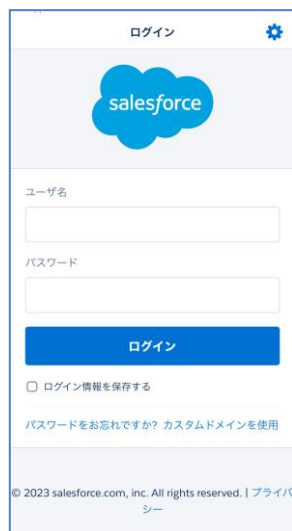 ログイン
salesforce
ユーザ名
パスワード
ログイン
ログイン情報を保存する
パスワードをお忘れですか? カスタムドメインを使用
© 2023 salesforce.com, inc. All rights reserved. | プライバ
シー